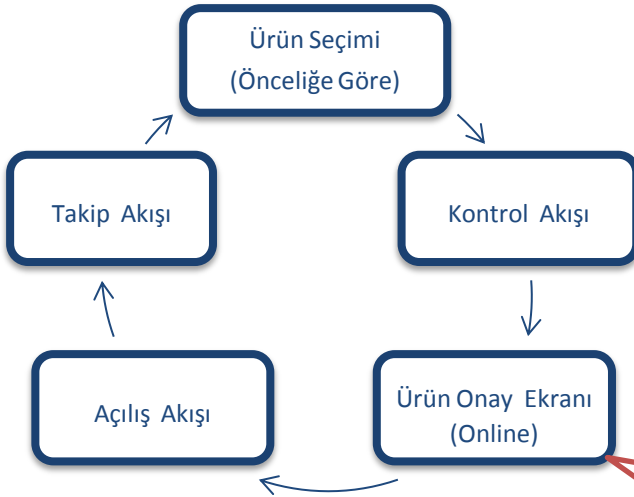 Ürün Seçimi
(Önceliğe Göre)
Takip Akışı
Kontrol Akışı
Açılış Akışı
Ürün Onay Ekranı
(Online)